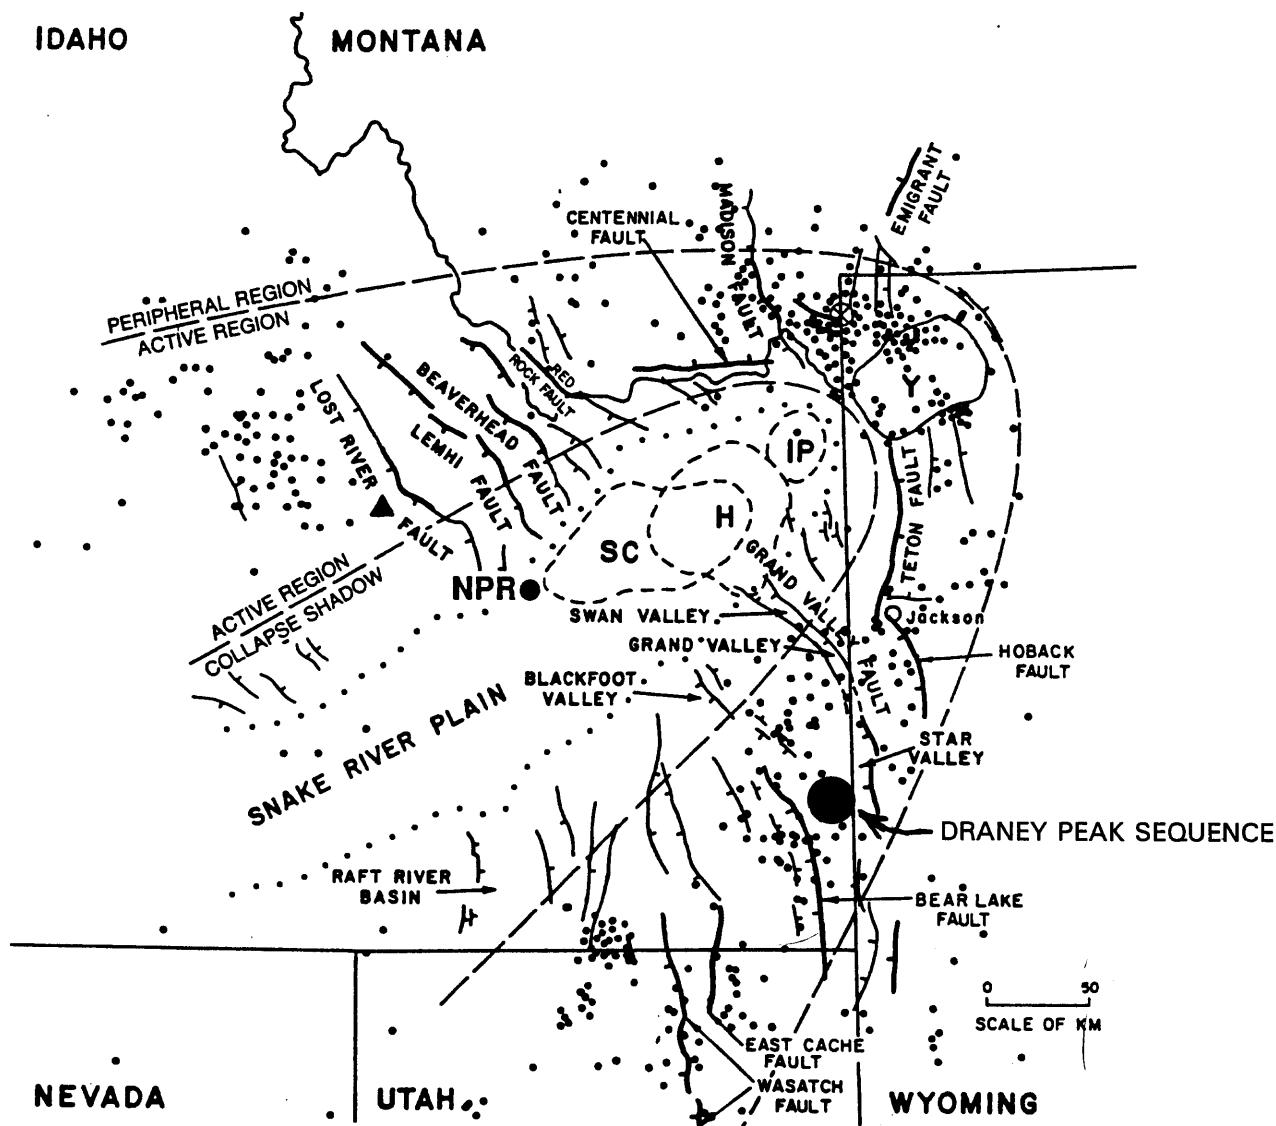 IDAHO
MONTANA
EMIGRANT
FAULT
MADISON
FAULT
CENTENNIAL
FAULT
PERIPHERAL REGION
ACTIVE REGION
RED
ROCK FAULT
BEAVERHEAD
FAULT
LOST RIVER
FAULT
LEMHI
FAULT
Y
IP
H
SC
TETON FAULT
ACTIVE REGION
COLLAPSE SHADOW
NPR
GRAND VALLEY
FAULT
SWAN VALLEY
GRAND VALLEY
Jackson
HOBACK
FAULT
BLACKFOOT
VALLEY
SNAKE RIVER PLAIN
STAR
VALLEY
DRANEY PEAK SEQUENCE
RAFT RIVER
BASIN
BEAR LAKE
FAULT
0 50
SCALE OF KM
EAST CACHE
FAULT
WASATCH
FAULT
NEVADA
UTAH
WYOMING